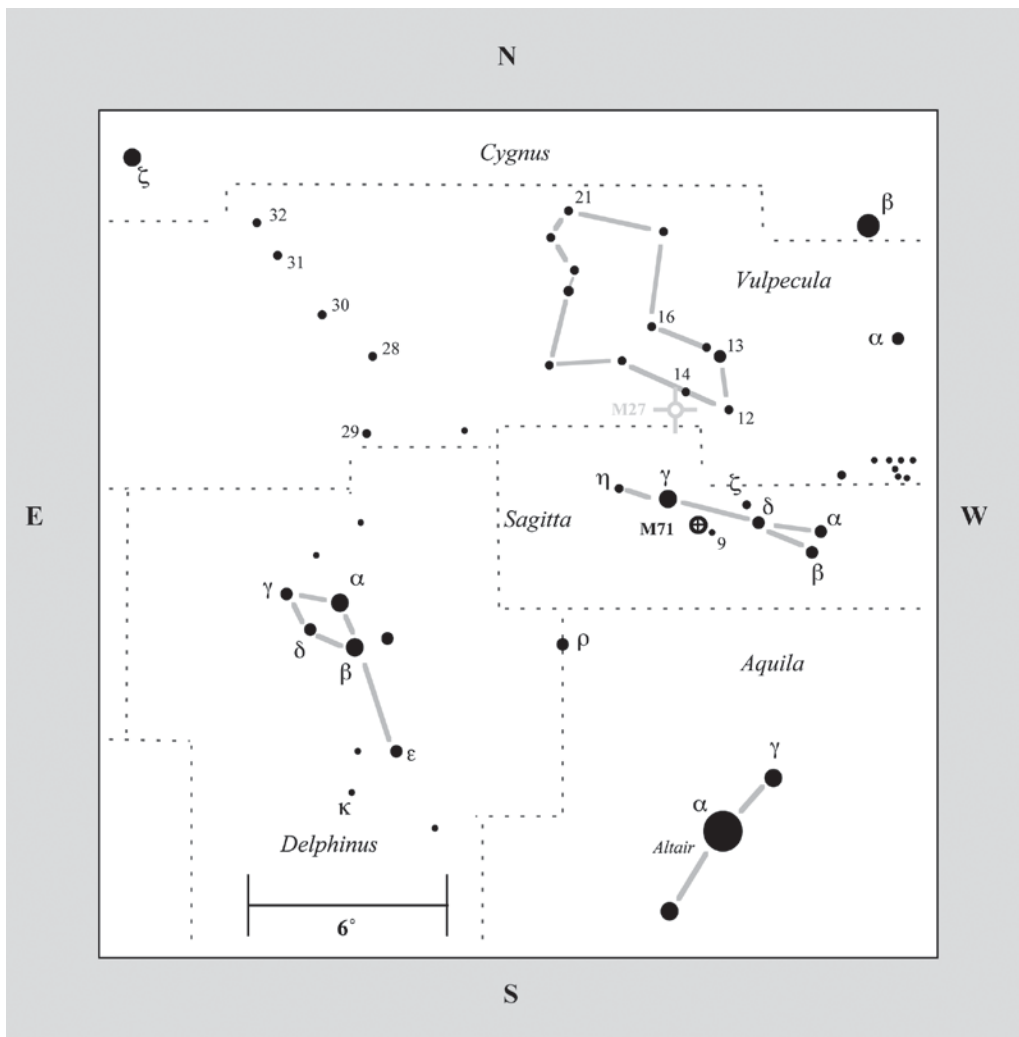 N
Cygnus
ζ
21
β
32
31
Vulpecula
30
16
13
α
28
14
M27
12
29
η
γ
ζ
E
Sagitta
δ
α
W
M71
9
β
γ
α
δ
β
ρ
Aquila
ε
γ
κ
α
Delphinus
Altair
6°
S